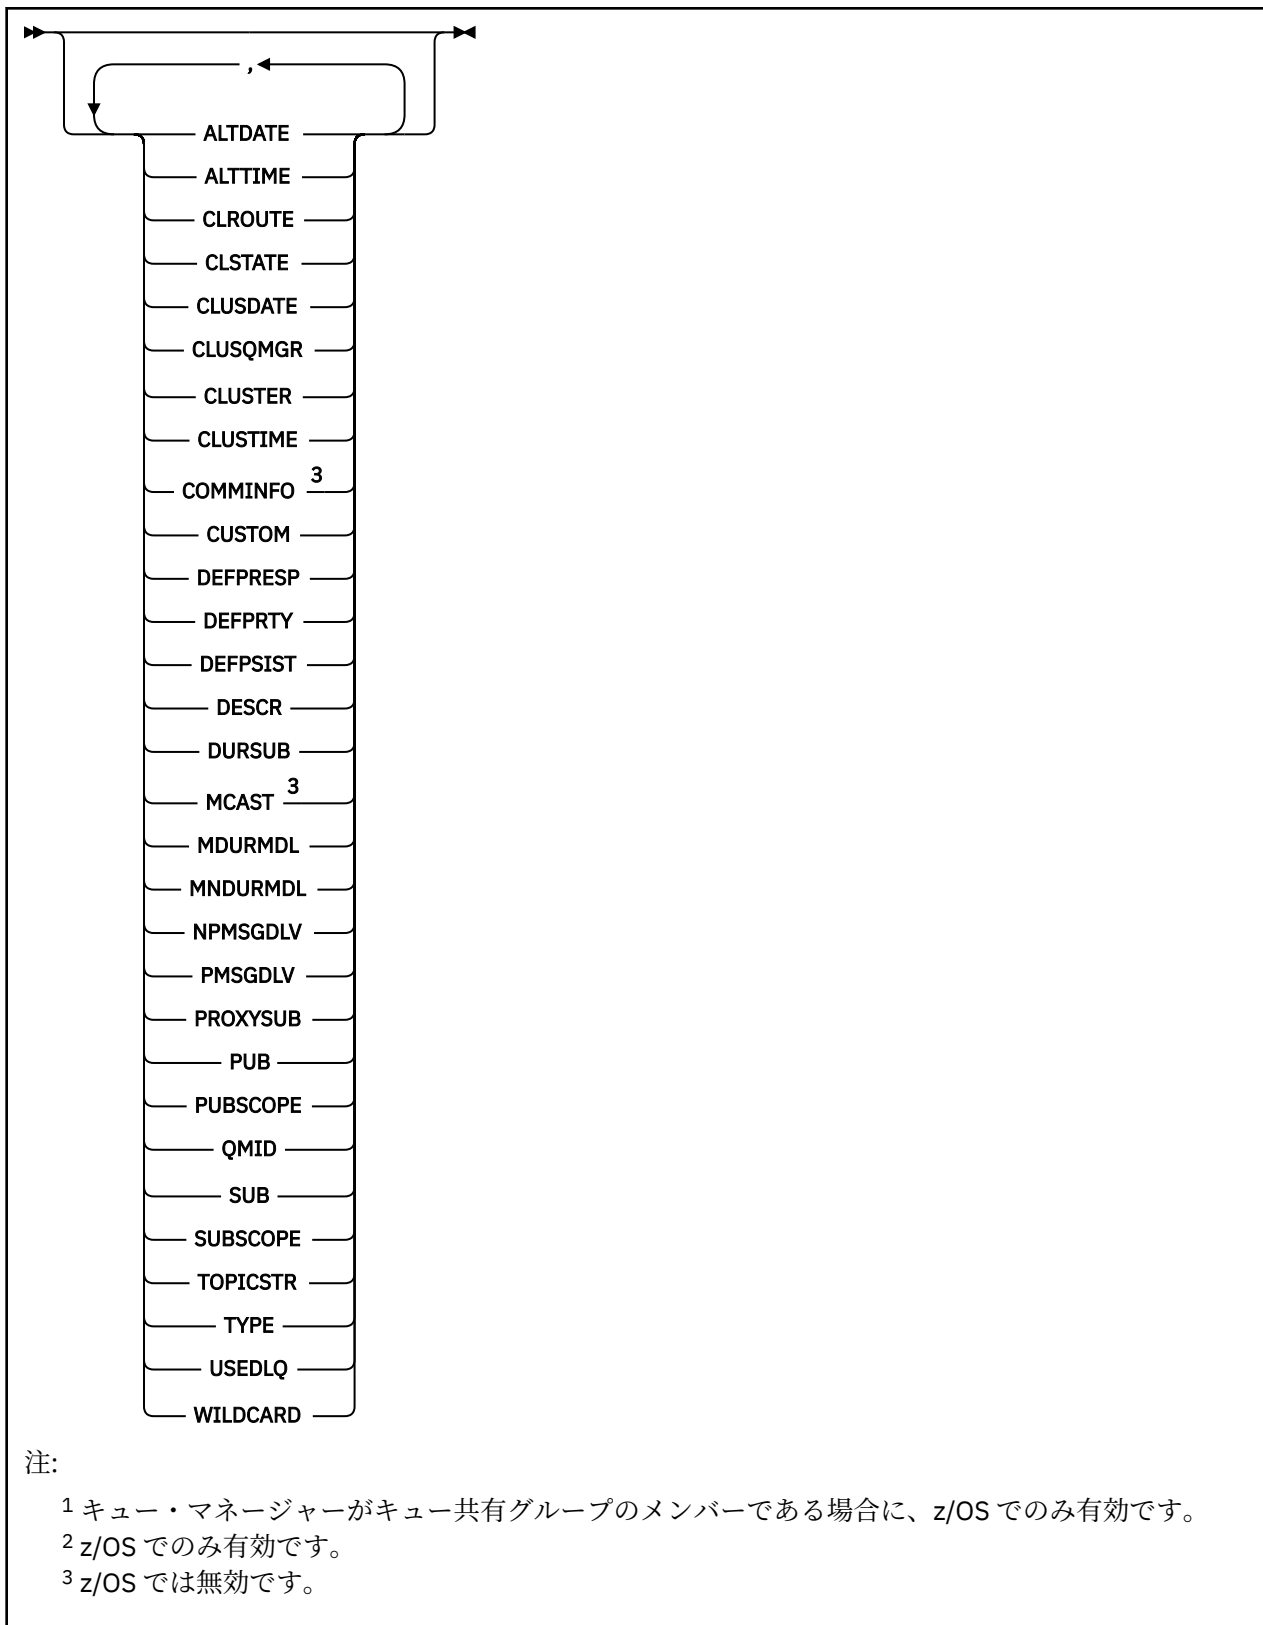 ,
ALTDATE
ALTTIME
CLROUTE
CLSTATE
CLUSDATE
CLUSQMGR
CLUSTER
CLUSTIME
COMMINFO 3
CUSTOM
DEFPRESP
DEFPRTY
DEFPSIST
DESCR
DURSUB
MCAST 3
MDURMDL
MNDURMDL
NPMSGDLV
PMSGDLV
PROXYSUB
PUB
PUBSCOPE
QMID
SUB
SUBSCOPE
TOPICSTR
TYPE
USEDLQ
WILDCARD
注:
1 キュー・マネージャーがキュー共有グループのメンバーである場合に、z/OS でのみ有効です。
2 z/OS でのみ有効です。
3 z/OS では無効です。